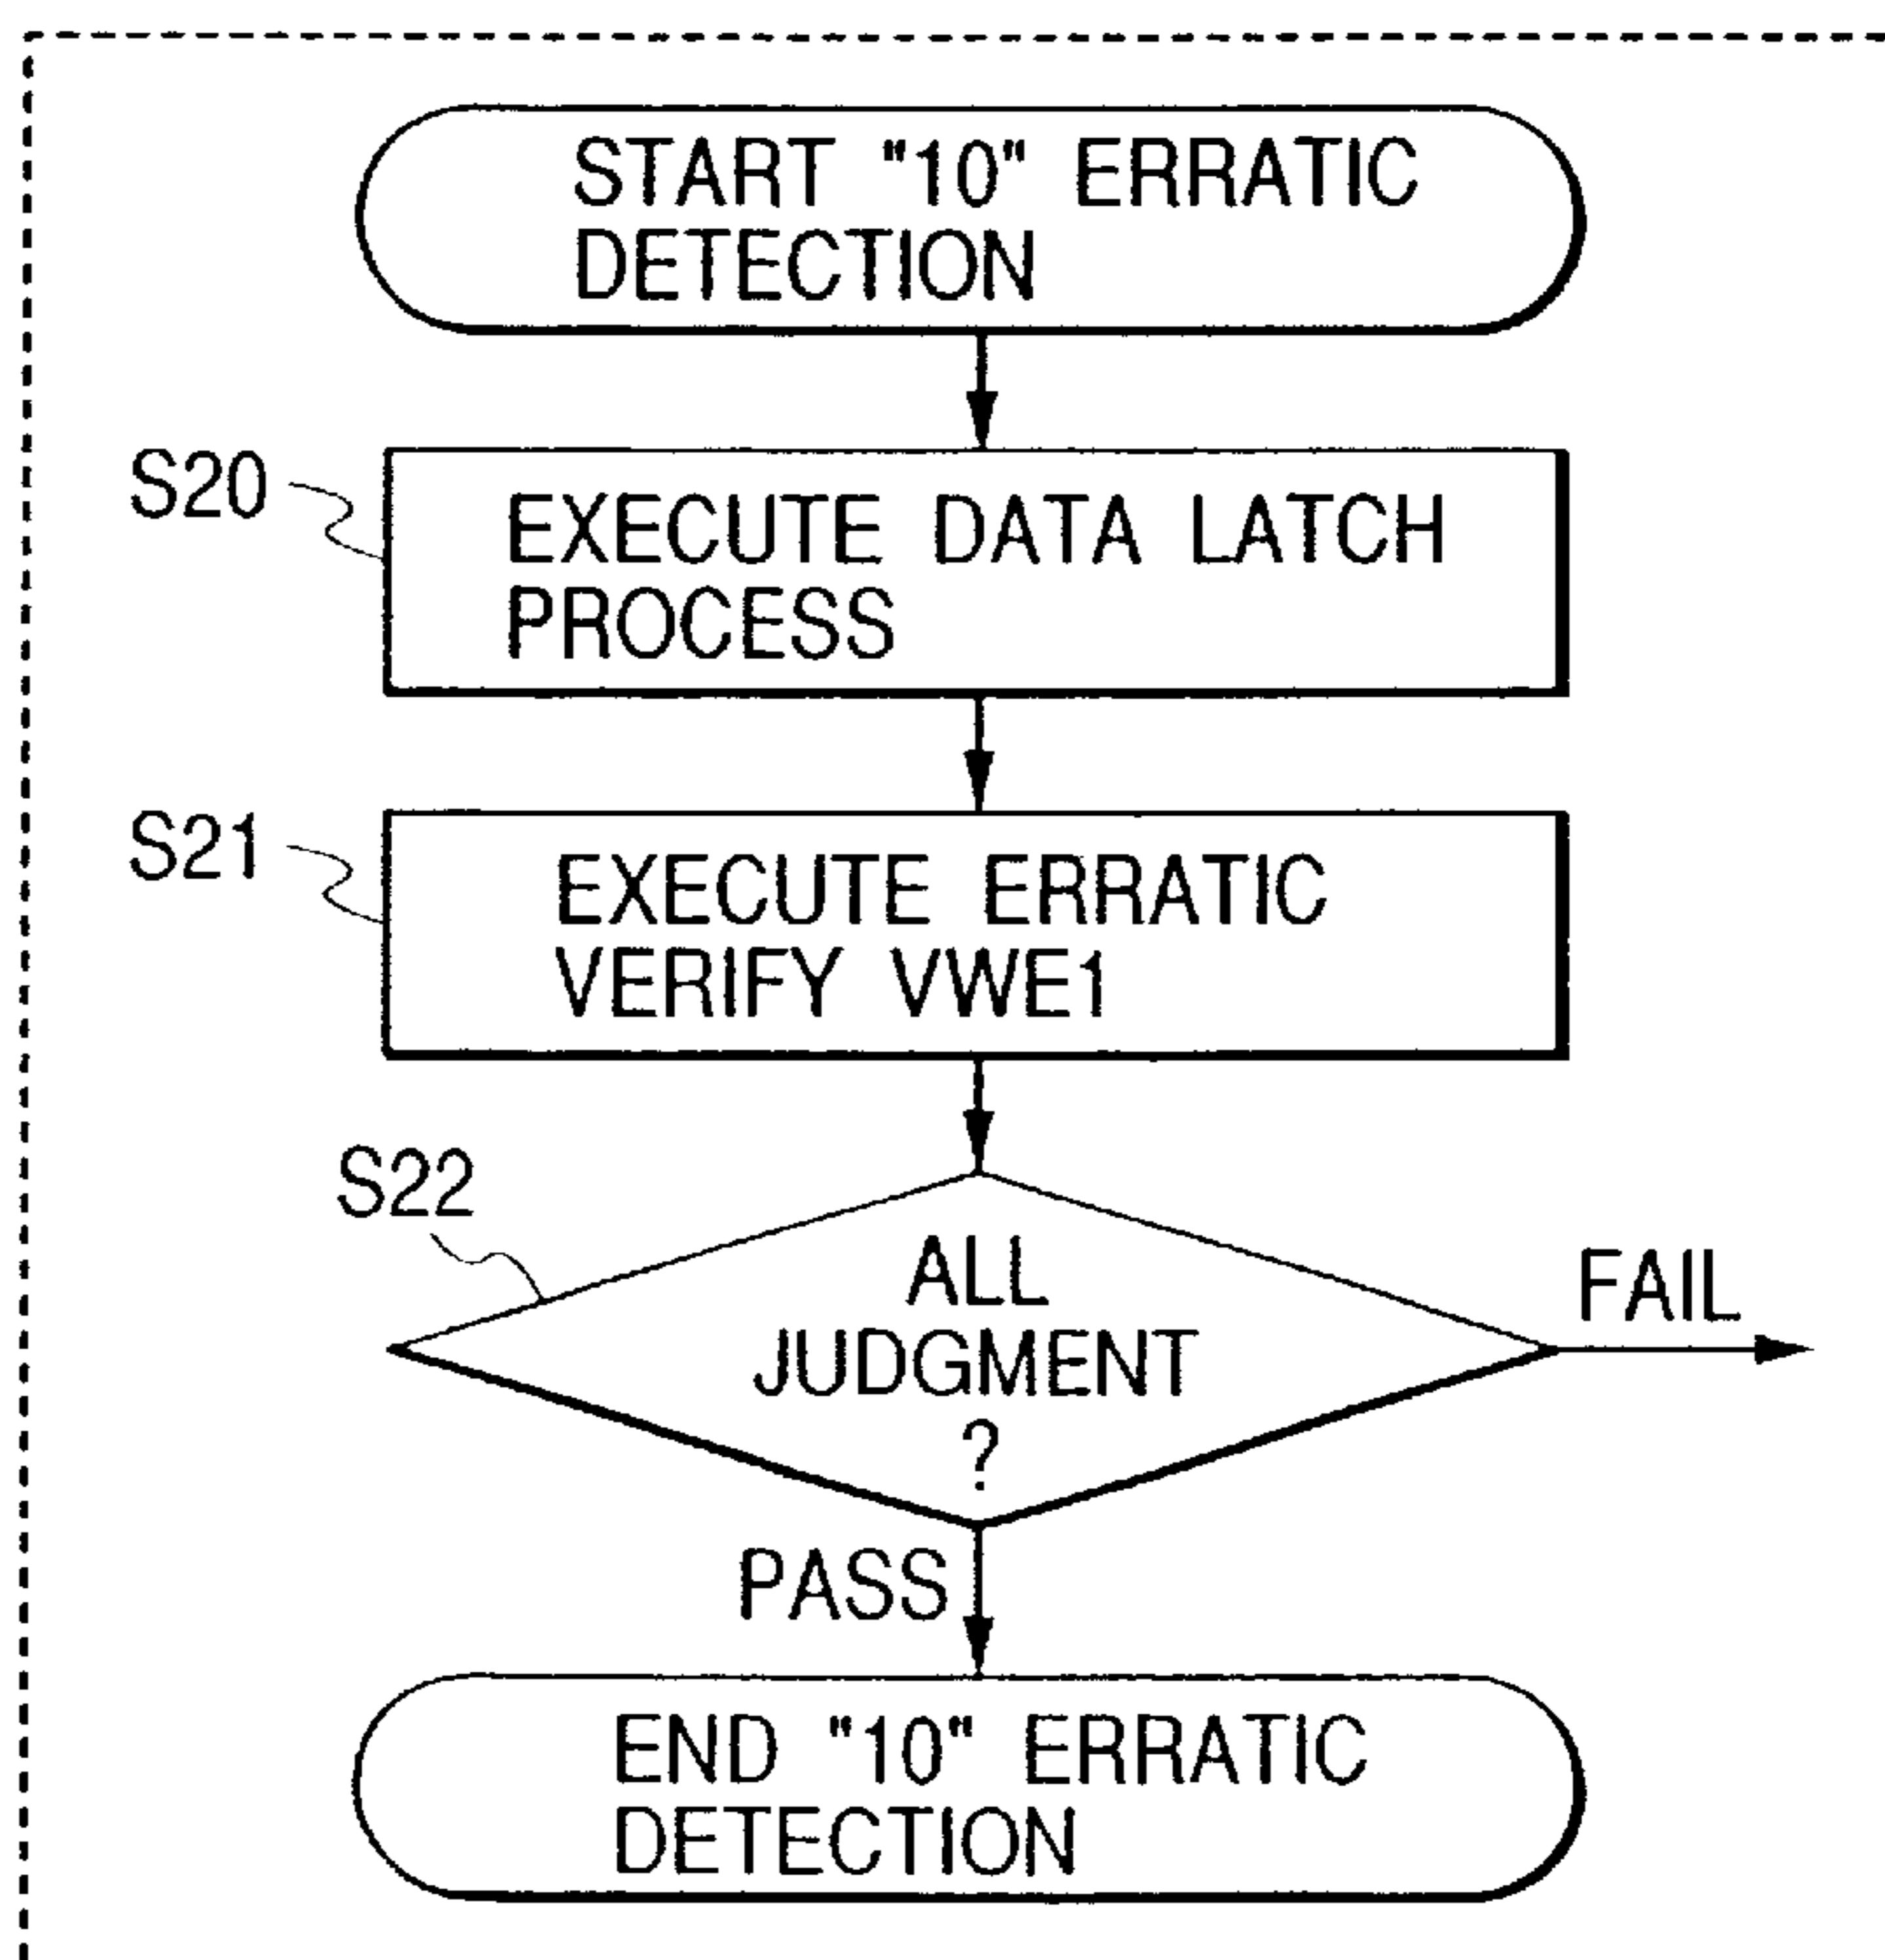 START "10" ERRATIC
DETECTION
S20
EXECUTE DATA LATCH
PROCESS
S21
EXECUTE ERRATIC
VERIFY VWE1
S22
ALL
JUDGMENT
?
FAIL
PASS
END "10" ERRATIC
DETECTION